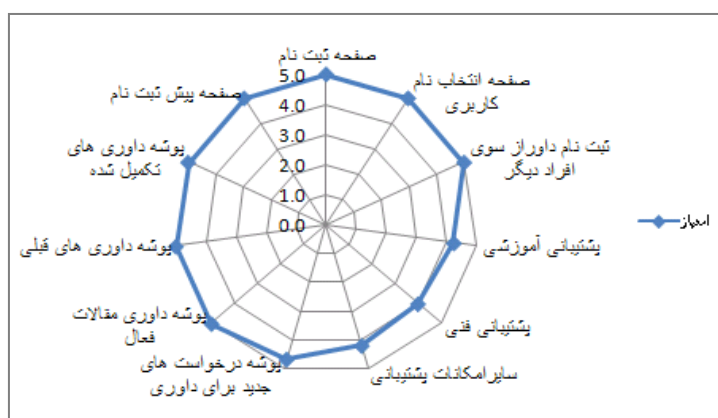 صفحه ثبت نام
صفحه انتخاب نام
کاربری
ثبت نام داوراز سوی
افراد دیگر
پشتیبانی آموزشی
پشتیبانی فنی
سایرامکانات پشتیبانی
پوشه درخواست های
جدید برای داوری
پوشه داوری مقالات
فعال
پوشه داوری های قبلی
پوشه داوری های
تکمیل شده
صفحه پیش ثبت نام
5.0
4.0
3.0
2.0
1.0
0.0
امتیاز